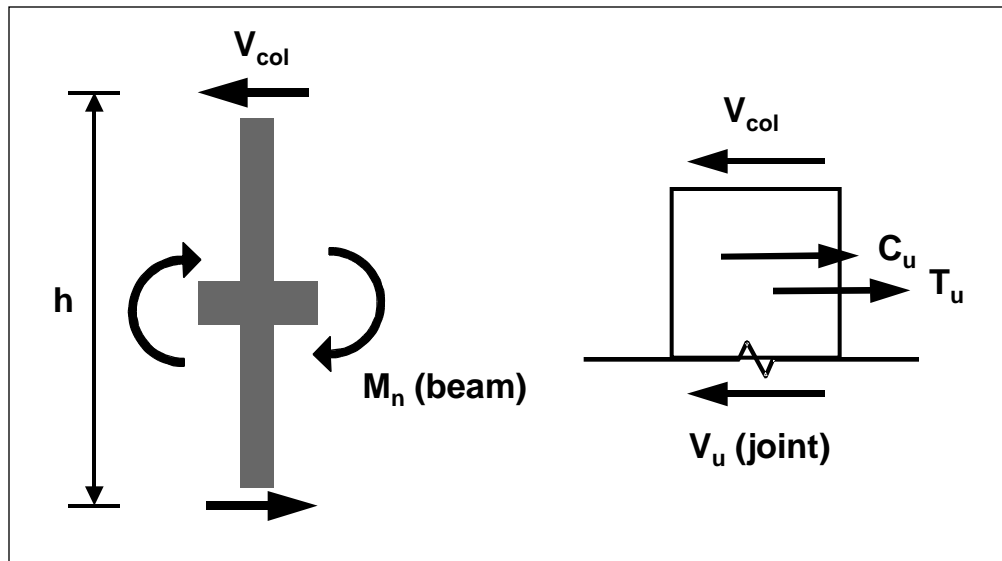 V_col
h
M_n (beam)
V_col
C_u
T_u
V_u (joint)